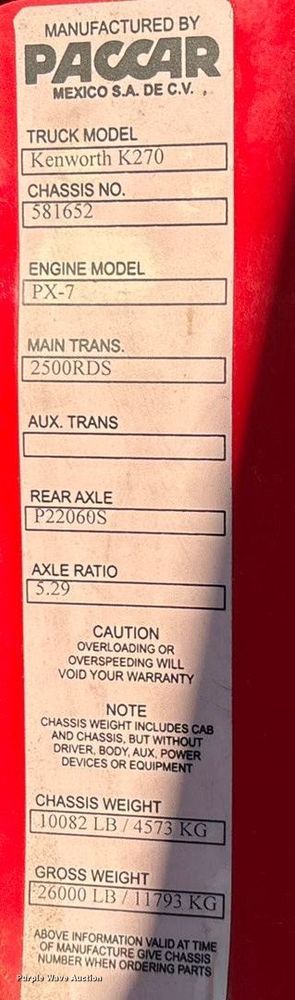 MANUFACTURED BY
PACCAR
MEXICO S.A. DE C.V.
TRUCK MODEL
Kenworth K270
CHASSIS NO.
581652
ENGINE MODEL
PX-7
MAIN TRANS.
2500RDS
AUX. TRANS
REAR AXLE
P22060S
AXLE RATIO
5.29
CAUTION
OVERLOADING OR
OVERSPEEDING WILL
VOID YOUR WARRANTY
NOTE
CHASSIS WEIGHT INCLUDES CAB
AND CHASSIS, BUT WITHOUT
DRIVER, BODY, AUX, POWER
DEVICES OR EQUIPMENT
CHASSIS WEIGHT
10082 LB / 4573 KG
GROSS WEIGHT
26000 LB / 11793 KG
ABOVE INFORMATION VALID AT TIME
OF MANUFACTURE GIVE CHASSIS
NUMBER WHEN ORDERING PARTS
Purple Wave Auction